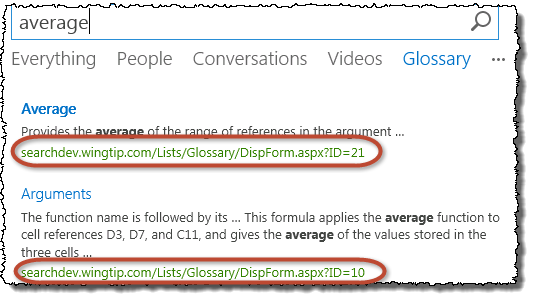 average
Everything People Conversations Videos Glossary ...
Average
Provides the average of the range of references in the argument ...
searchdev.wingtip.com/Lists/Glossary/DispForm.aspx?ID=21
Arguments
The function name is followed by its ... This formula applies the average function to
cell references D3, D7, and C11, and gives the average of the values stored in
the three cells ...
searchdev.wingtip.com/Lists/Glossary/DispForm.aspx?ID=10